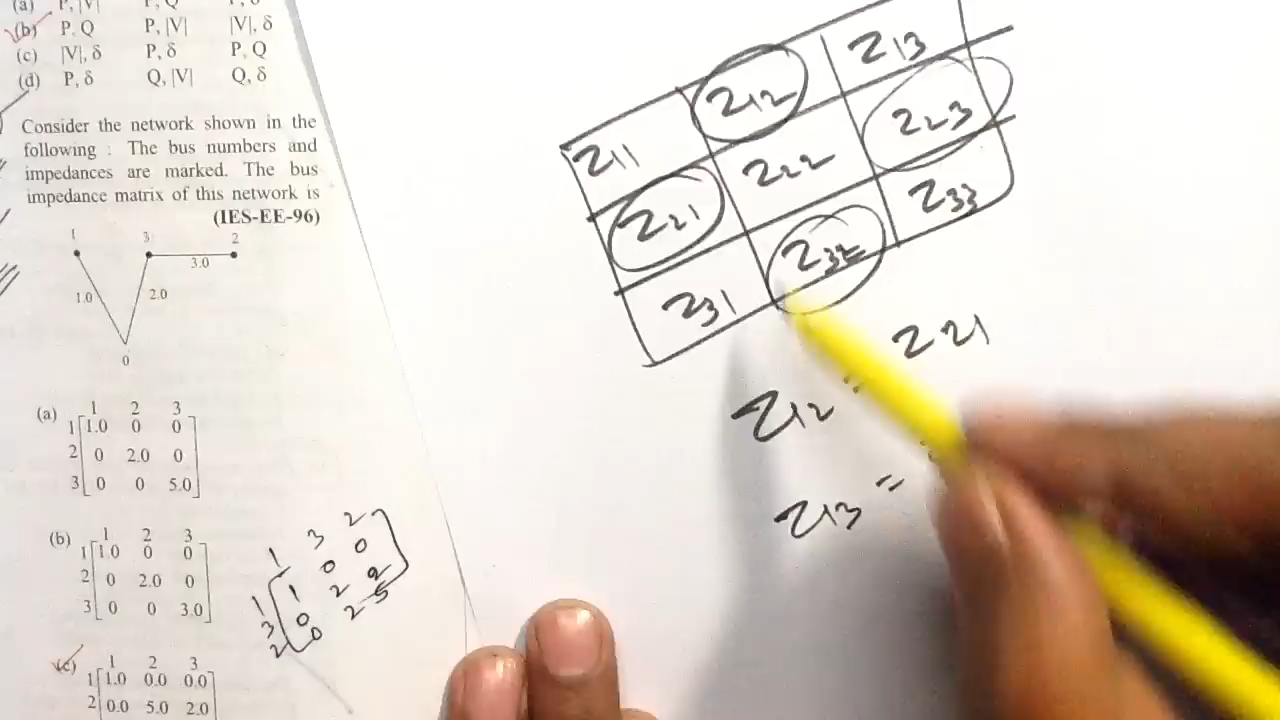 (a) P, |V| P, Q P, δ
(b) P, Q P, |V| |V|, δ
(c) |V|, δ P, δ P, Q
(d) P, δ Q, |V| Q, δ
Consider the network shown in the
following : The bus numbers and
impedances are marked. The bus
impedance matrix of this network is
(IES-EE-96)
1 3 2
3.0
1.0 2.0
0
(a) 1 2 3
1 1.0 0 0
2 0 2.0 0
3 0 0 5.0
(b) 1 2 3
1 1.0 0 0
2 0 2.0 0
3 0 0 3.0
(c) 1 2 3
1 1.0 0.0 0.0
2 0.0 5.0 2.0
1 3 2
1 1 0 0
3 0 2 2
2 0 2 5
Z11 Z12 Z13
Z21 Z22 Z23
Z31 Z32 Z33
Z12 = Z21
Z13 =